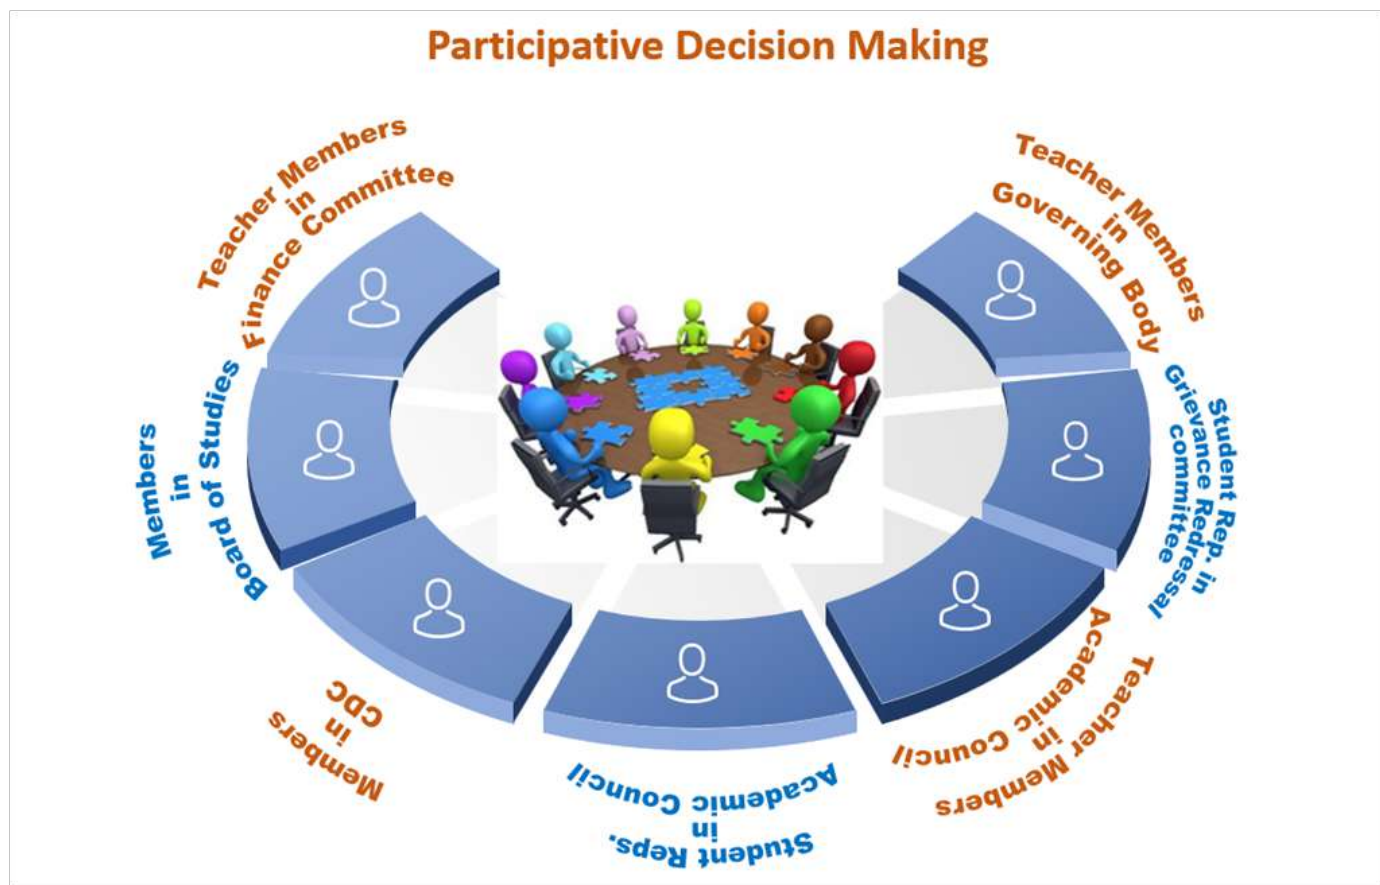 Participative Decision Making
Teacher Members
in
Finance Committee
Teacher Members
in
Governing Body
Members
in
Board of Studies
Student Rep. in
Grievance Redressal
committee
Members
in
CDC
Teacher Members
in
Academic Council
Student Reps.
in
Academic Council